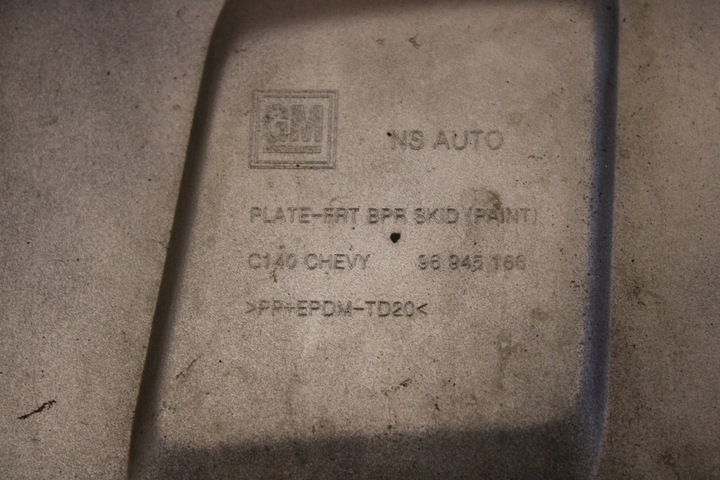 GM
NS AUTO
PLATE-FRT BPR SKID (PAINT)
C140 CHEVY 96 945 166
>PP+EPDM-TD20<